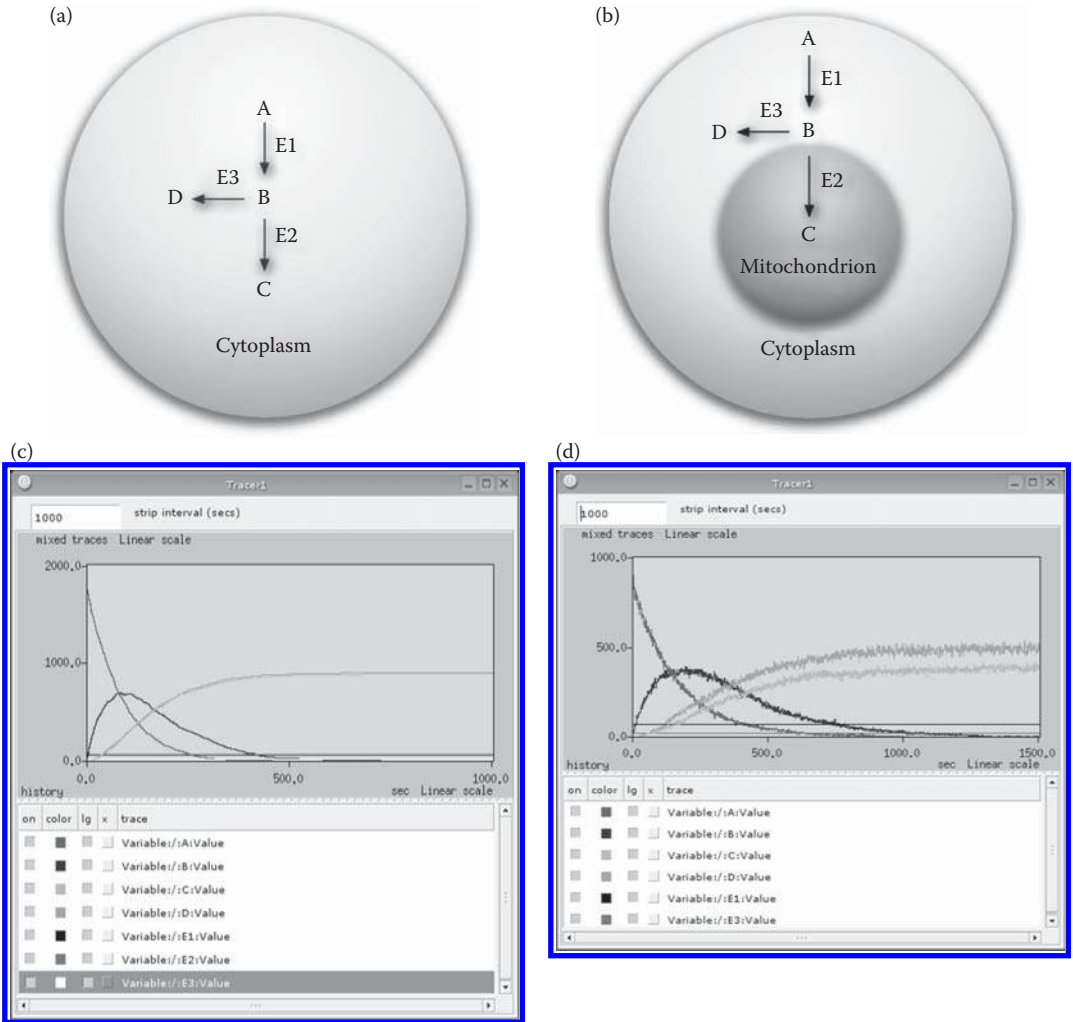 (a)
A
E1
E3
D
B
E2
C
Cytoplasm
(b)
A
E1
E3
D
B
E2
C
Mitochondrion
Cytoplasm
(c)
Tracer1
1000
strip interval (secs)
mixed traces Linear scale
2000.0
1000.0
0.0
0.0
500.0
1000.0
history
sec Linear scale
on color lg x trace
Variable:/:A:Value
Variable:/:B:Value
Variable:/:C:Value
Variable:/:D:Value
Variable:/:E1:Value
Variable:/:E2:Value
Variable:/:E3:Value
(d)
Tracer1
1000
strip interval (secs)
mixed traces Linear scale
1000.0
500.0
0.0
0.0
500.0
1000.0
1500.0
history
sec Linear scale
on color lg x trace
Variable:/:A:Value
Variable:/:B:Value
Variable:/:C:Value
Variable:/:D:Value
Variable:/:E1:Value
Variable:/:E3:Value